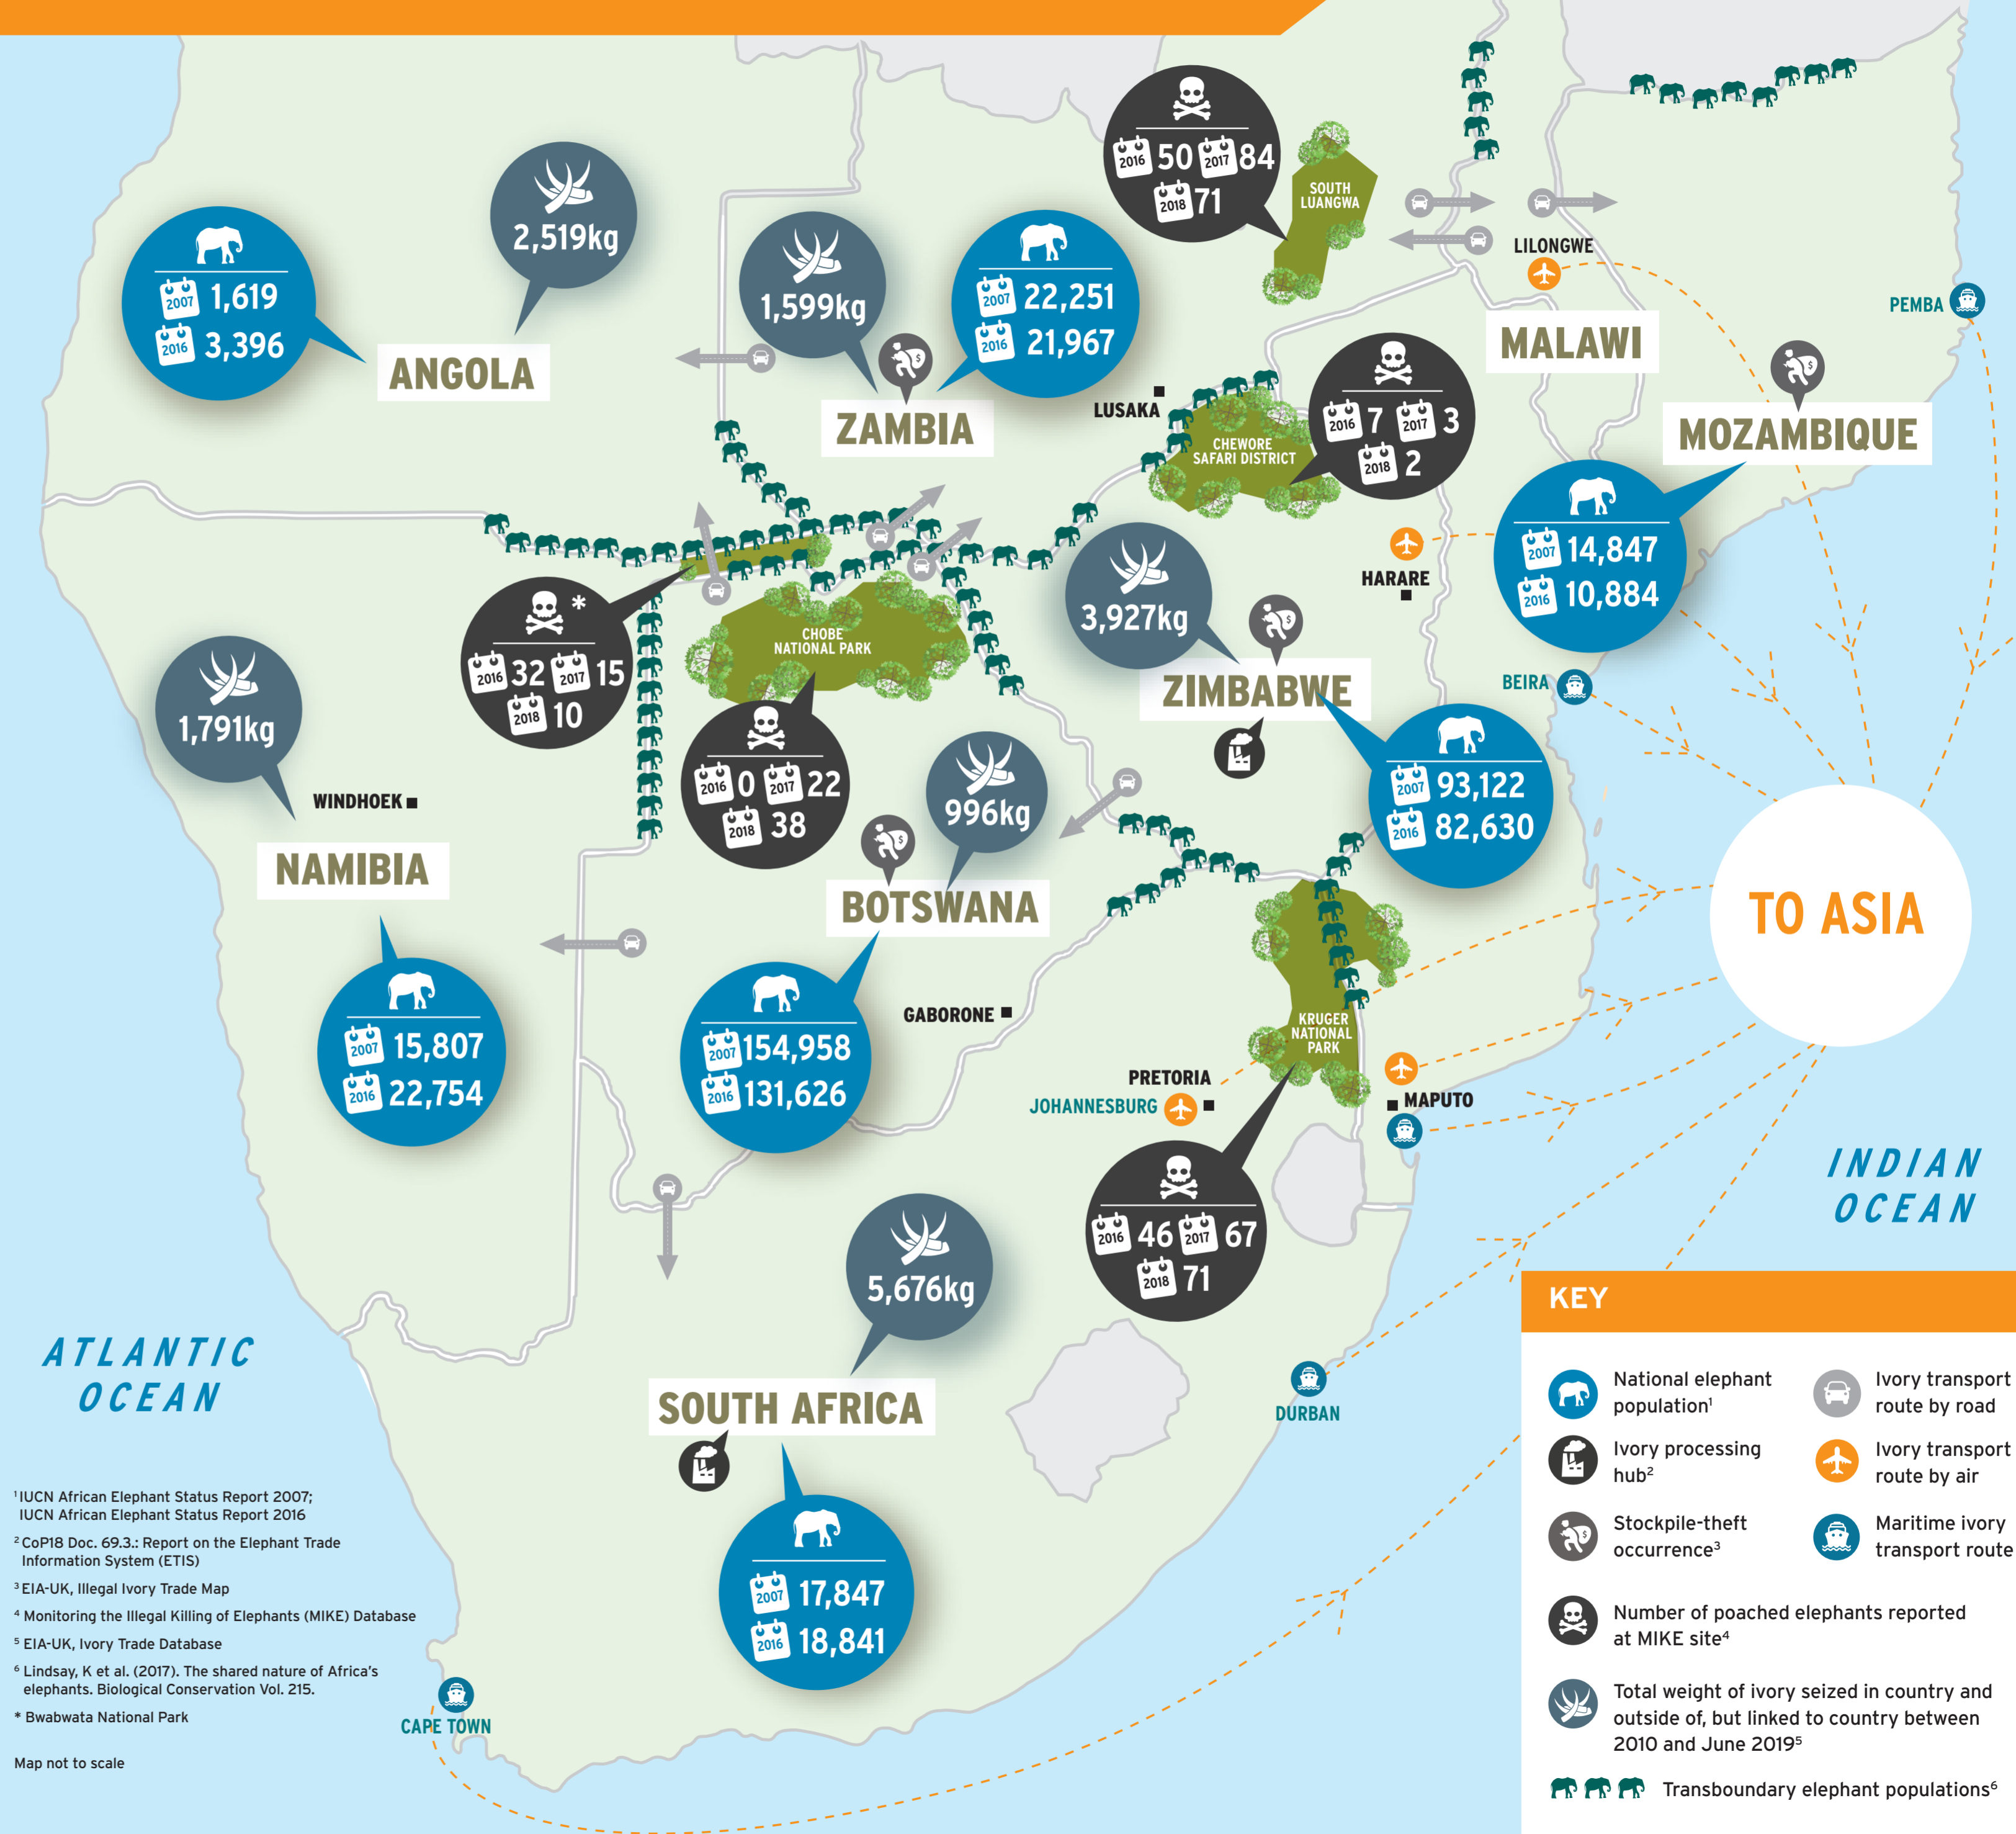 2016 50 2017 84
2018 71
SOUTH
LUANGWA
2,519kg
2007 1,619
2016 3,396
ANGOLA
1,599kg
2007 22,251
2016 21,967
ZAMBIA
LILONGWE
MALAWI
PEMBA
MOZAMBIQUE
2007 14,847
2016 10,884
LUSAKA
CHEWORE
SAFARI DISTRICT
2016 7 2017 3
2018 2
HARARE
3,927kg
ZIMBABWE
BEIRA
2007 93,122
2016 82,630
*
2016 32 2017 15
2018 10
CHOBE
NATIONAL PARK
2016 0 2017 22
2018 38
1,791kg
WINDHOEK
NAMIBIA
2007 15,807
2016 22,754
996kg
BOTSWANA
2007 154,958
2016 131,626
GABORONE
TO ASIA
KRUGER
NATIONAL
PARK
PRETORIA
JOHANNESBURG
MAPUTO
2016 46 2017 67
2018 71
INDIAN
OCEAN
5,676kg
SOUTH AFRICA
2007 17,847
2016 18,841
DURBAN
ATLANTIC
OCEAN
CAPE TOWN
1 IUCN African Elephant Status Report 2007;
IUCN African Elephant Status Report 2016
2 CoP18 Doc. 69.3.: Report on the Elephant Trade
Information System (ETIS)
3 EIA-UK, Illegal Ivory Trade Map
4 Monitoring the Illegal Killing of Elephants (MIKE) Database
5 EIA-UK, Ivory Trade Database
6 Lindsay, K et al. (2017). The shared nature of Africa's
elephants. Biological Conservation Vol. 215.
* Bwabwata National Park
Map not to scale
KEY
National elephant
population1
Ivory processing
hub2
Stockpile-theft
occurrence3
Ivory transport
route by road
Ivory transport
route by air
Maritime ivory
transport route
Number of poached elephants reported
at MIKE site4
Total weight of ivory seized in country and
outside of, but linked to country between
2010 and June 20195
Transboundary elephant populations6